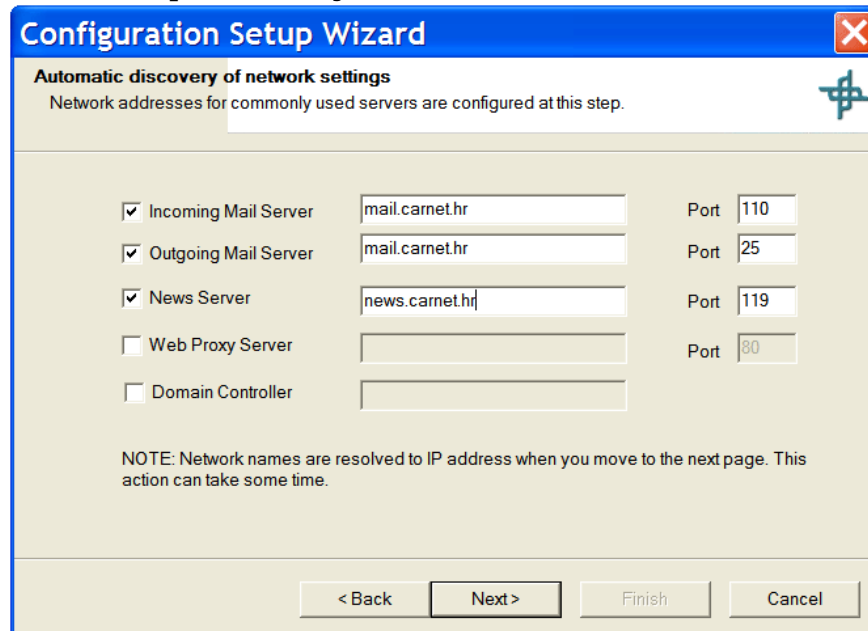 Configuration Setup Wizard
Automatic discovery of network settings
Network addresses for commonly used servers are configured at this step.
Incoming Mail Server mail.carnet.hr Port 110
Outgoing Mail Server mail.carnet.hr Port 25
News Server news.carnet.hr Port 119
Web Proxy Server Port 80
Domain Controller
NOTE: Network names are resolved to IP address when you move to the next page. This
action can take some time.
< Back Next > Finish Cancel